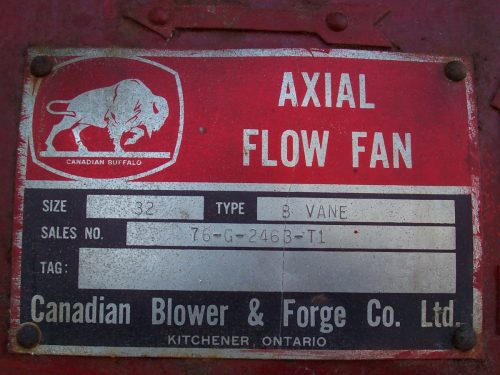 CANADIAN BUFFALO
AXIAL
FLOW FAN
SIZE 32 TYPE B VANE
SALES NO. 76-G-2463-T1
TAG:
Canadian Blower & Forge Co. Ltd.
KITCHENER, ONTARIO